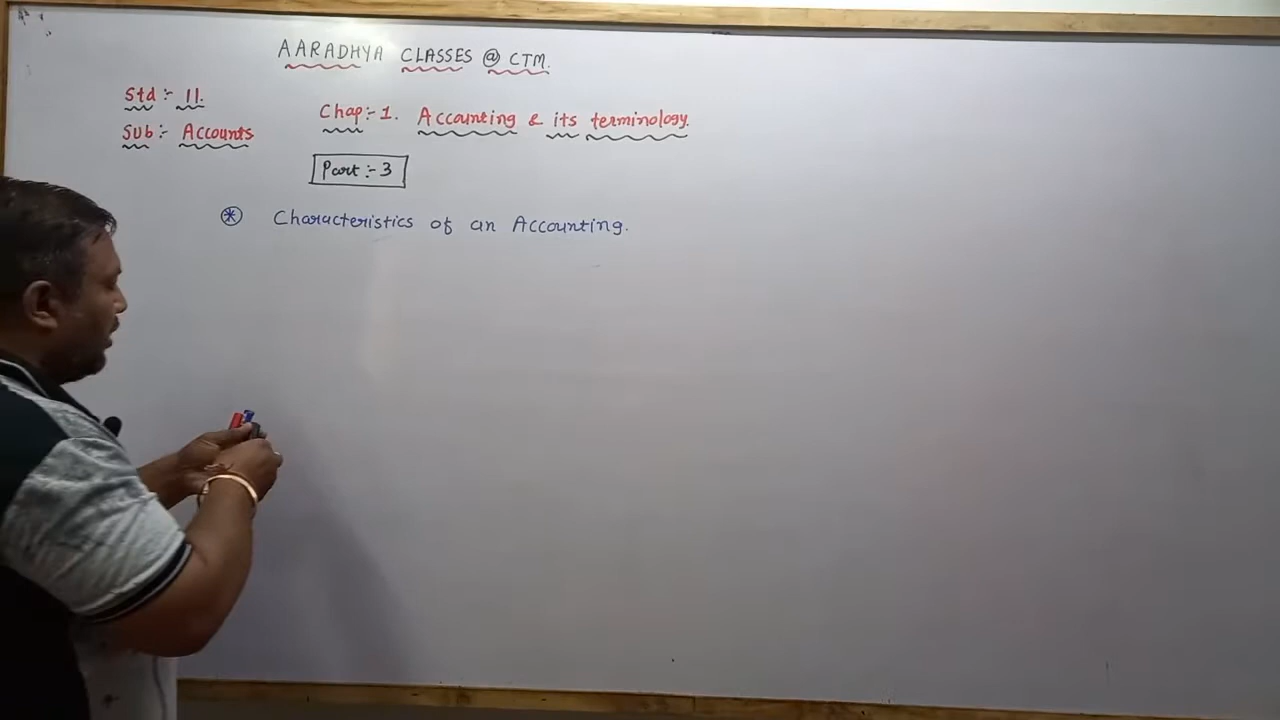 AARADHYA CLASSES @ CTM.
Std :- 11.
Sub :- Accounts
Chap :- 1. Accounting & its terminology.
Part :- 3
* Characteristics of an Accounting.